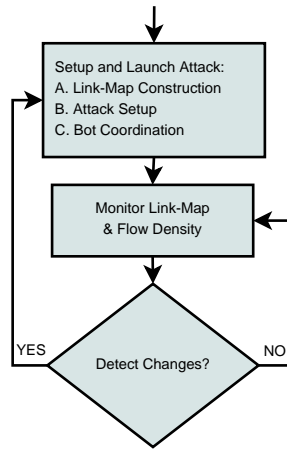 Setup and Launch Attack:
A. Link-Map Construction
B. Attack Setup
C. Bot Coordination
Monitor Link-Map
& Flow Density
YES
NO
Detect Changes?